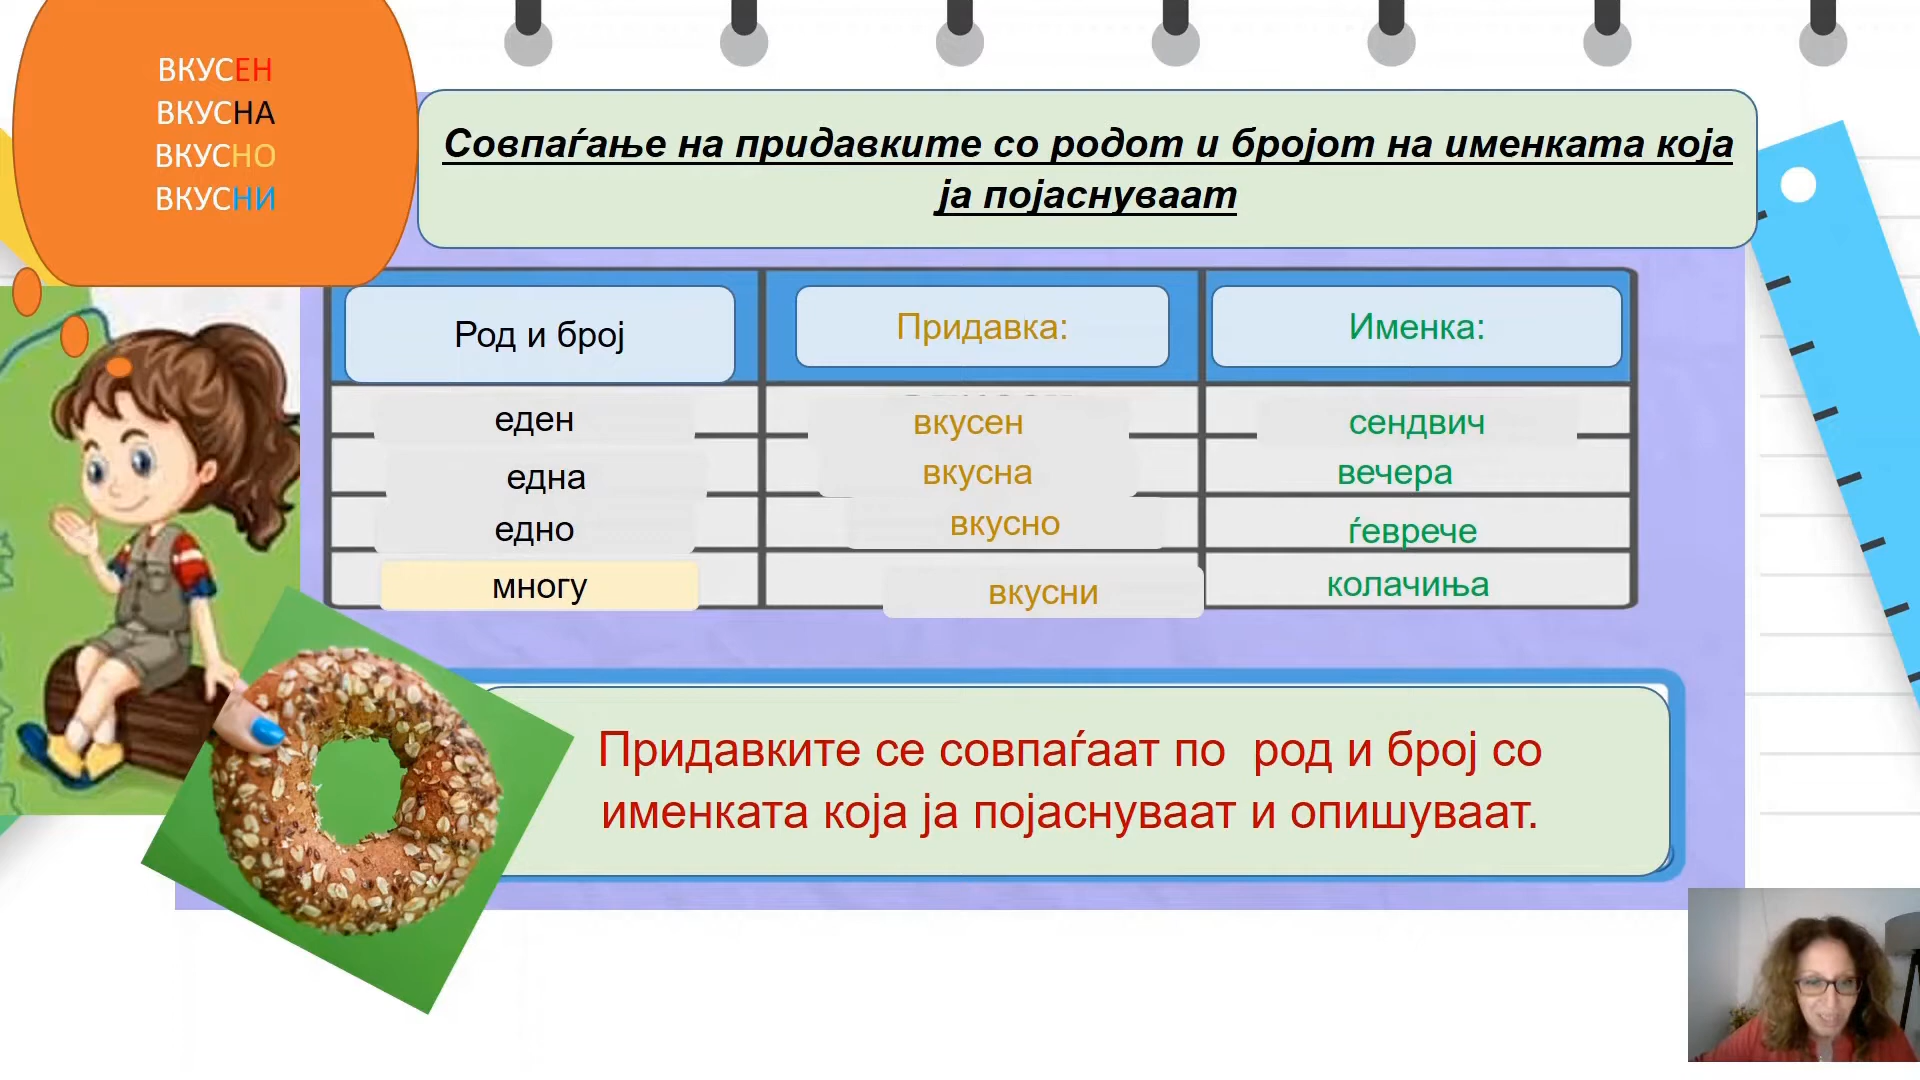 ВКУСЕН
ВКУСНА
ВКУСНО
ВКУСНИ
Совпаѓање на придавките со родот и бројот на именката која
ја појаснуваат
Род и број
Придавка:
Именка:
еден
вкусен
сендвич
една
вкусна
вечера
едно
вкусно
ѓеврече
многу
вкусни
колачиња
Придавките се совпаѓаат по  род и број со
именката која ја појаснуваат и опишуваат.